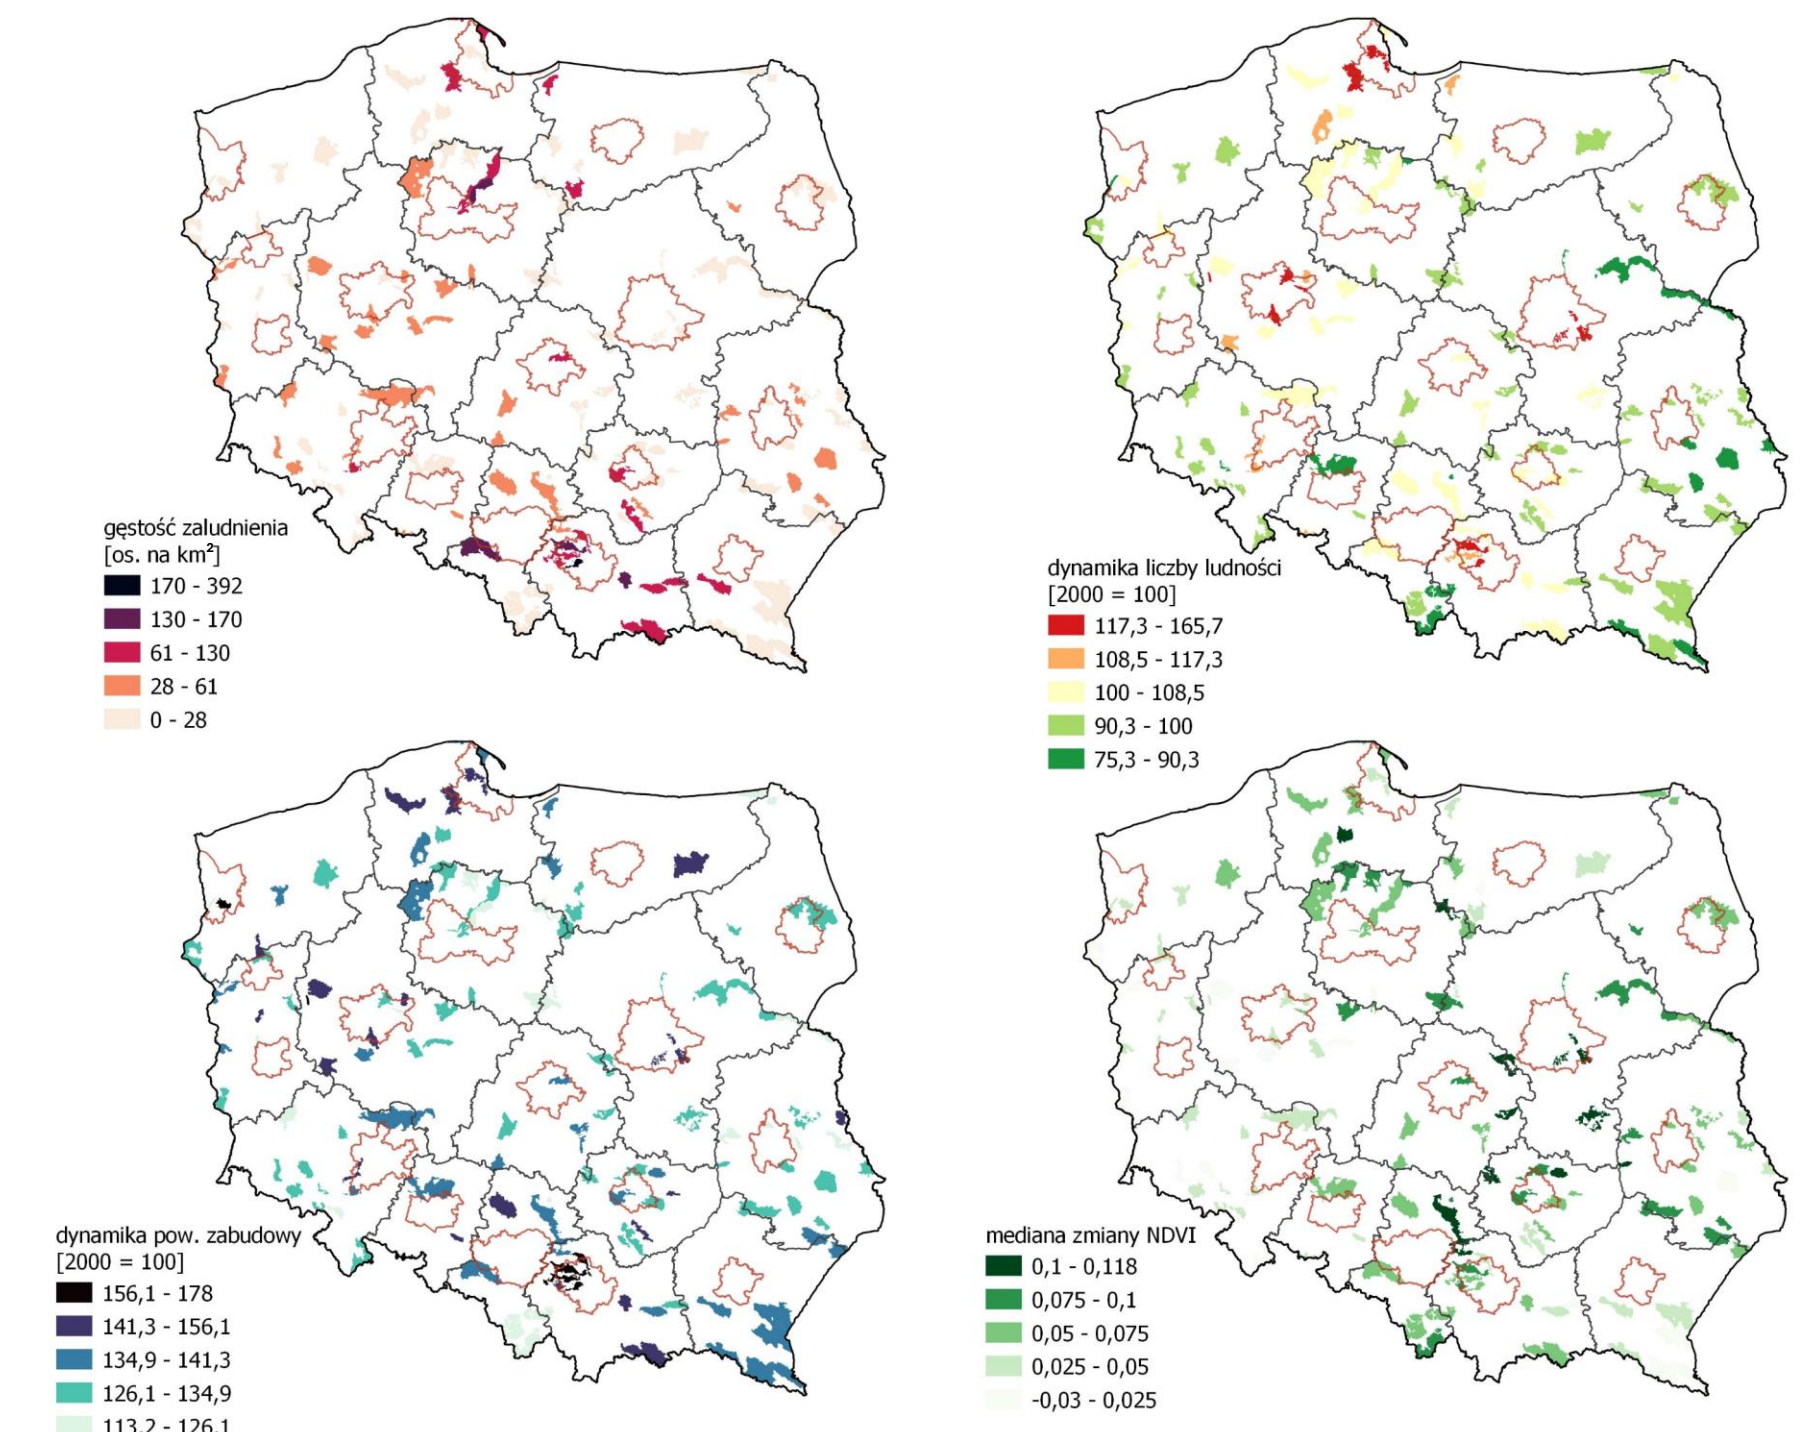 gęstość zaludnienia
[os. na km²]
170 - 392
130 - 170
61 - 130
28 - 61
0 - 28
dynamika liczby ludności
[2000 = 100]
117,3 - 165,7
108,5 - 117,3
100 - 108,5
90,3 - 100
75,3 - 90,3
dynamika pow. zabudowy
[2000 = 100]
156,1 - 178
141,3 - 156,1
134,9 - 141,3
126,1 - 134,9
113,2 - 126,1
mediana zmiany NDVI
0,1 - 0,118
0,075 - 0,1
0,05 - 0,075
0,025 - 0,05
-0,03 - 0,025